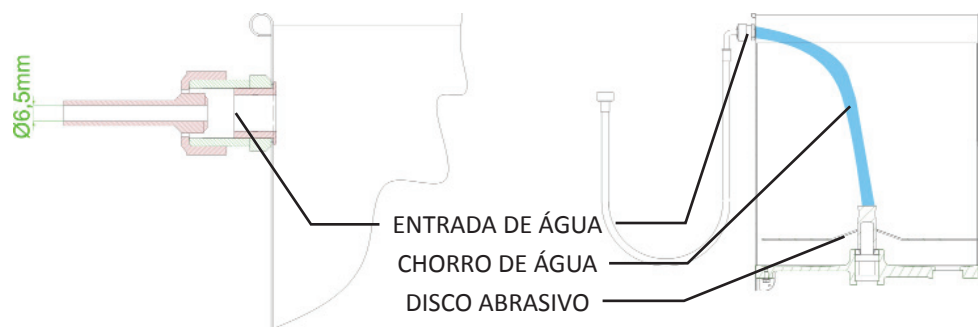 Ø6,5mm
ENTRADA DE ÁGUA
CHORRO DE ÁGUA
DISCO ABRASIVO